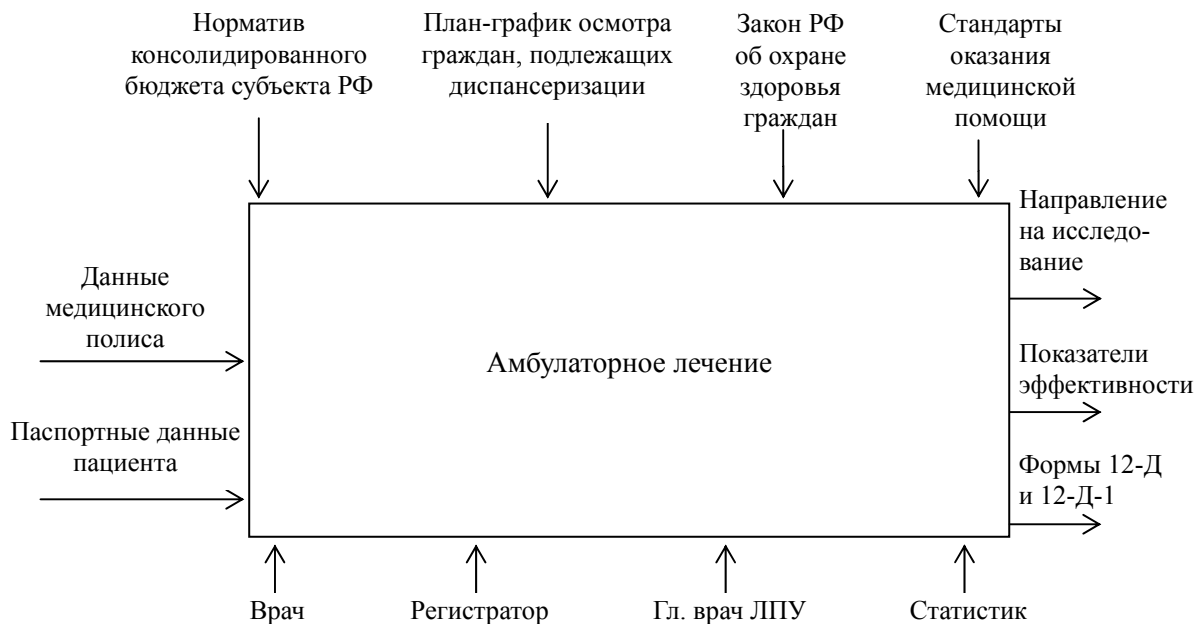 Норматив
консолидированного
бюджета субъекта РФ
План-график осмотра
граждан, подлежащих
диспансеризации
Закон РФ
об охране
здоровья
граждан
Стандарты
оказания
медицинской
помощи
Данные
медицинского
полиса
Паспортные данные
пациента
Амбулаторное лечение
Направление
на исследо-
вание
Показатели
эффективности
Формы 12-Д
и 12-Д-1
Врач
Регистратор
Гл. врач ЛПУ
Статистик